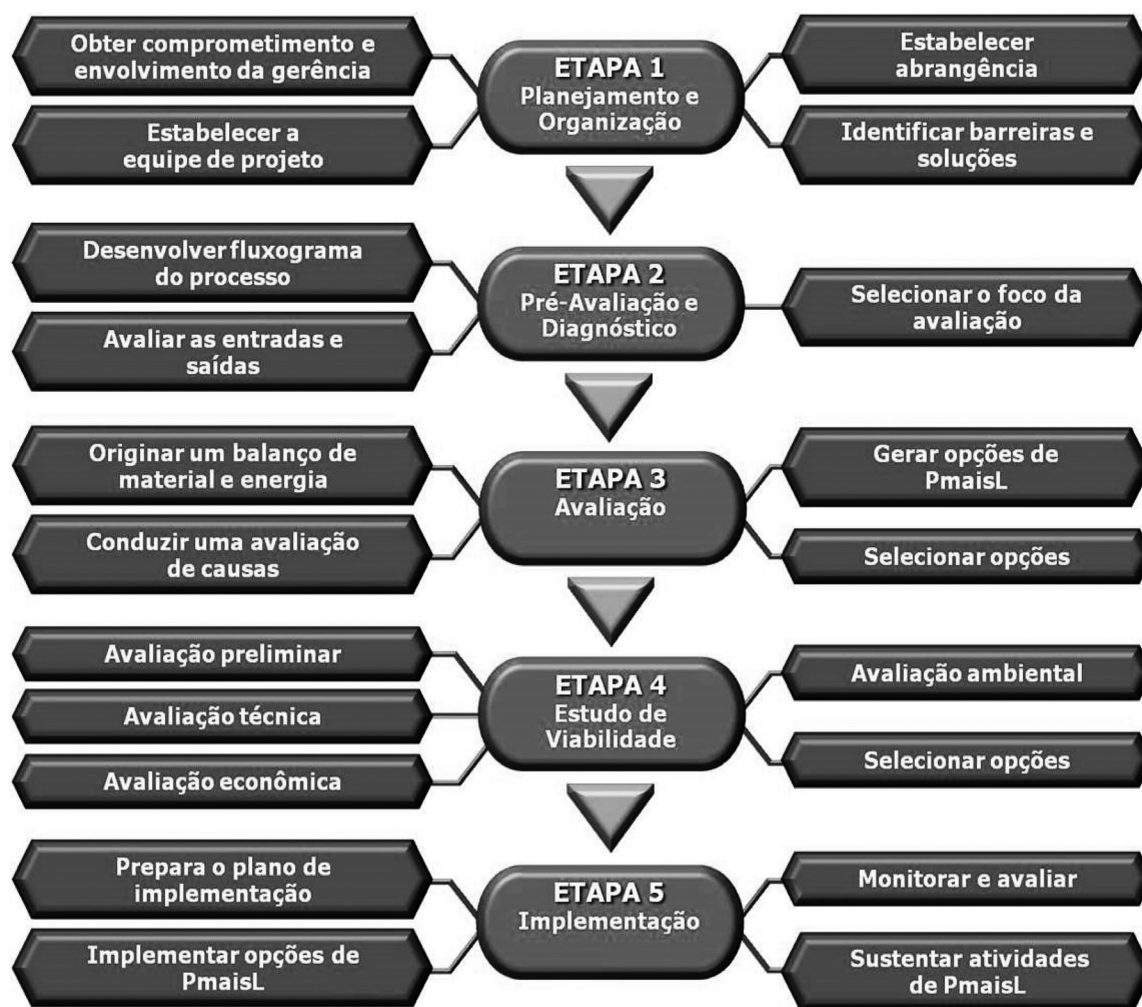 Obter comprometimento e
envolvimento da gerência
Estabelecer a
equipe de projeto
ETAPA 1
Planejamento e
Organização
Estabelecer
abrangência
Identificar barreiras e
soluções
Desenvolver fluxograma
do processo
Avaliar as entradas e
saídas
ETAPA 2
Pré-Avaliação e
Diagnóstico
Selecionar o foco da
avaliação
Originar um balanço de
material e energia
Conduzir uma avaliação
de causas
ETAPA 3
Avaliação
Gerar opções de
PmaisL
Selecionar opções
Avaliação preliminar
Avaliação técnica
Avaliação econômica
ETAPA 4
Estudo de
Viabilidade
Avaliação ambiental
Selecionar opções
Prepara o plano de
implementação
Implementar opções de
PmaisL
ETAPA 5
Implementação
Monitorar e avaliar
Sustentar atividades
de PmaisL